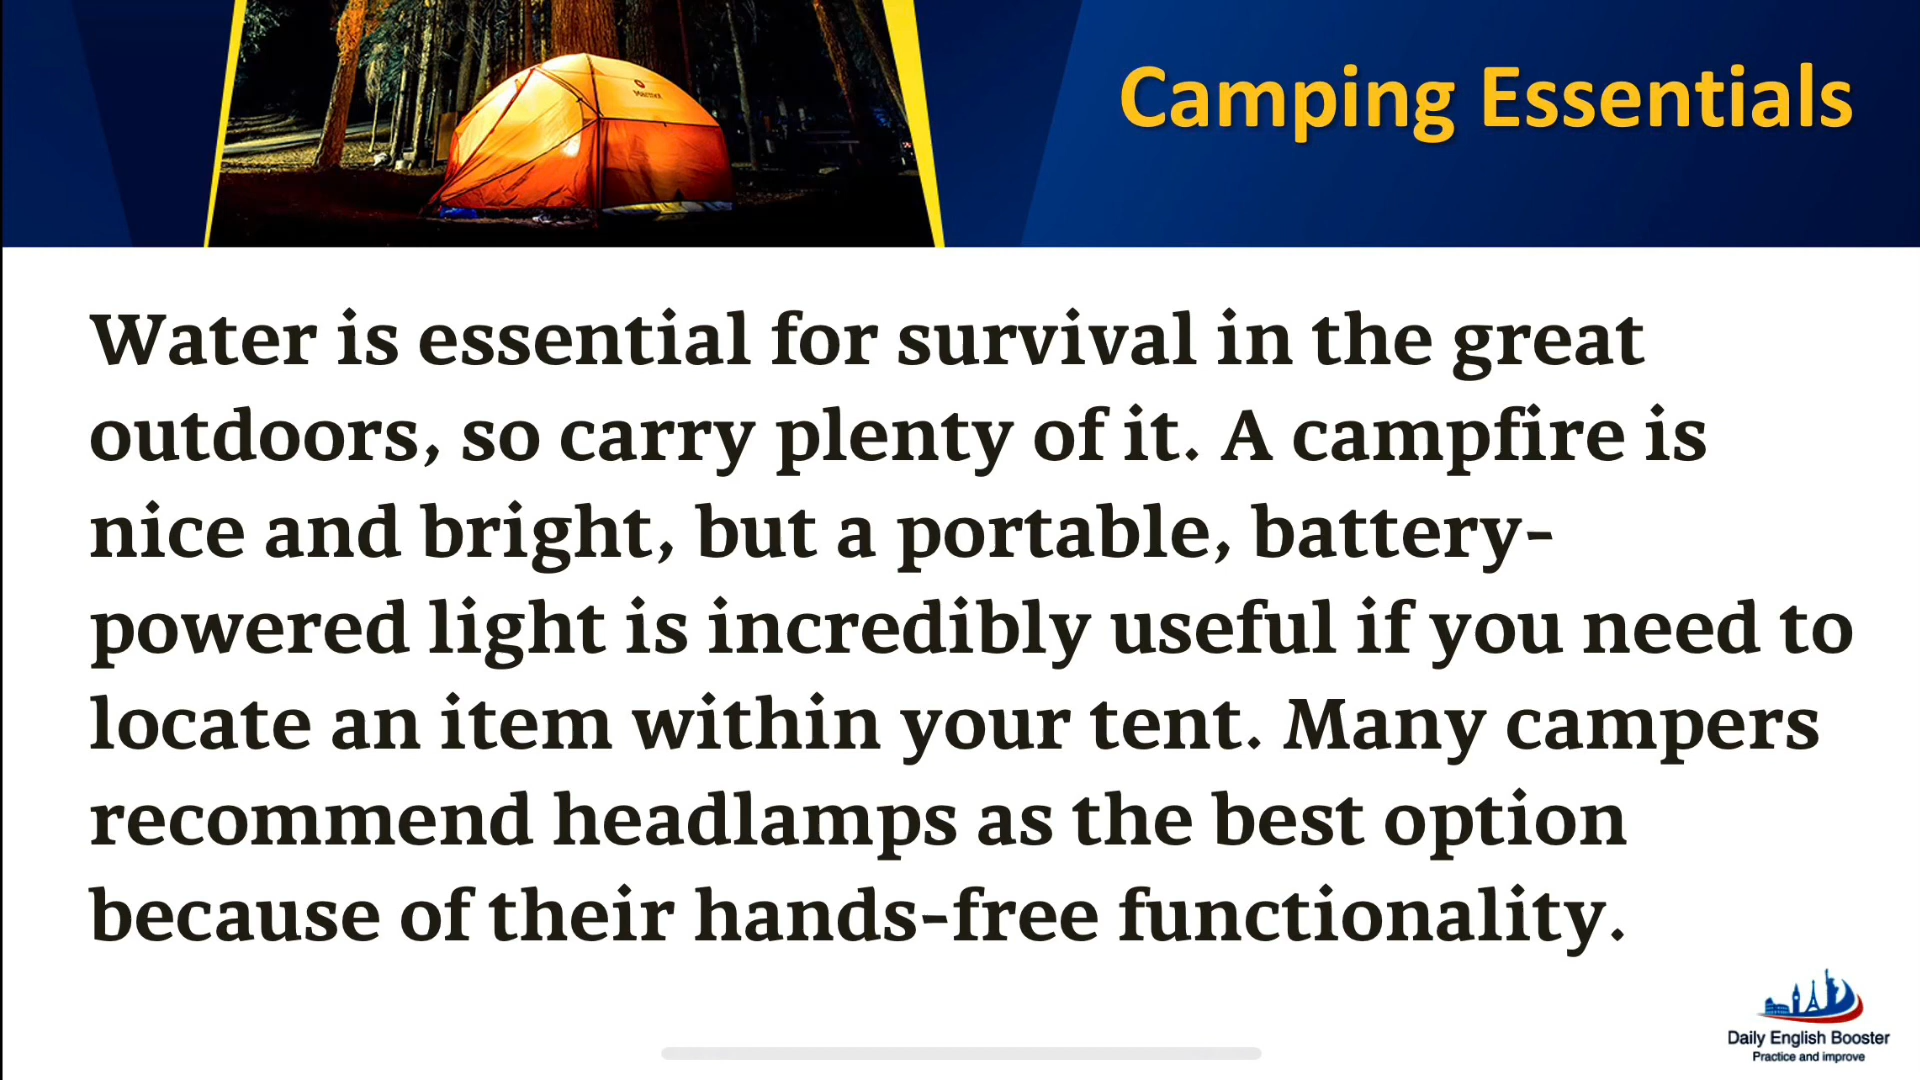 Camping Essentials
Marmot
Water is essential for survival in the great
outdoors, so carry plenty of it. A campfire is
nice and bright, but a portable, battery-
powered light is incredibly useful if you need to
locate an item within your tent. Many campers
recommend headlamps as the best option
because of their hands-free functionality.
Daily English Booster
Practice and improve